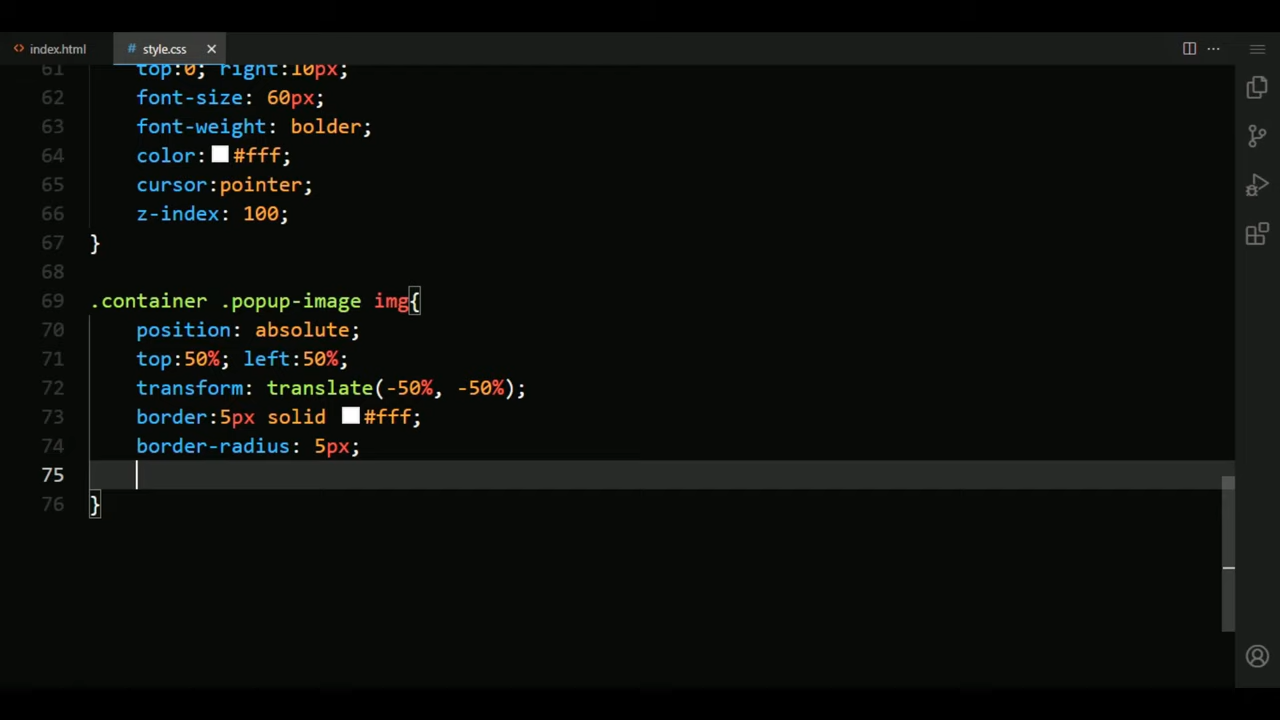 index.html
style.css
61 top:0; right:10px;
62 font-size: 60px;
63 font-weight: bolder;
64 color: #fff;
65 cursor:pointer;
66 z-index: 100;
67 }
68
69 .container .popup-image img{
70 position: absolute;
71 top:50%; left:50%;
72 transform: translate(-50%, -50%);
73 border:5px solid #fff;
74 border-radius: 5px;
75
76 }